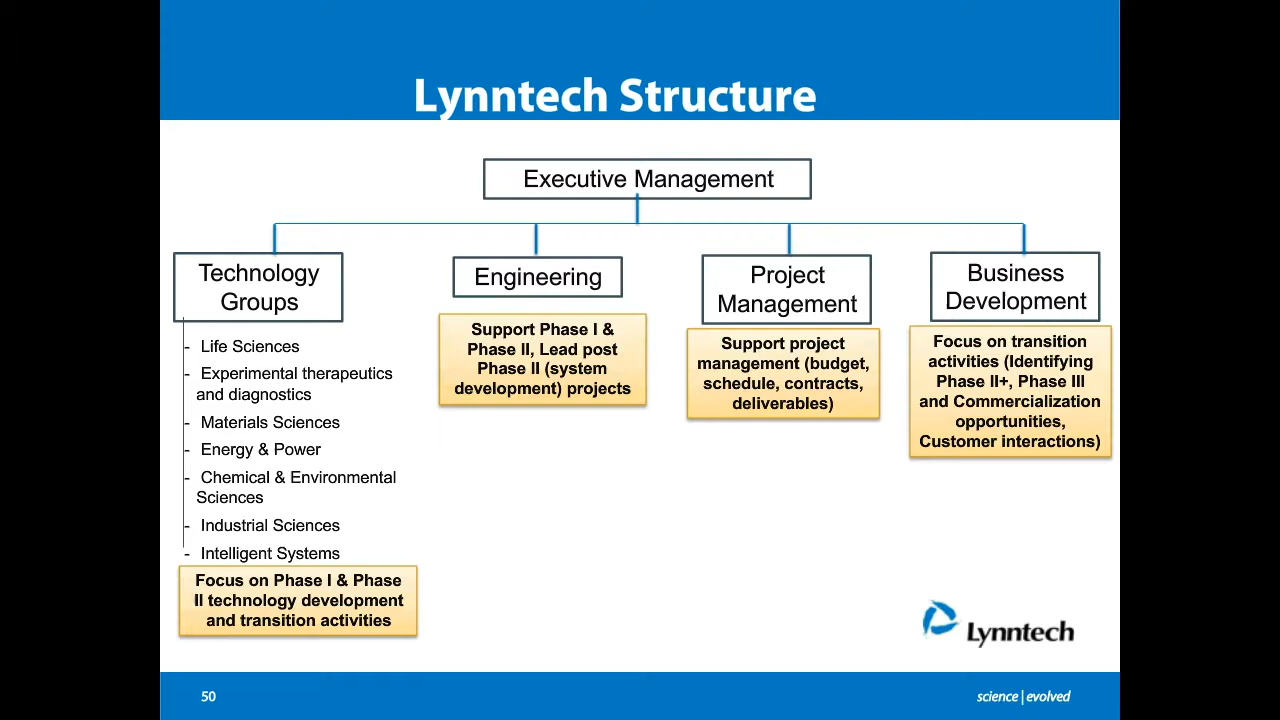 Lynntech Structure
Executive Management
Technology
Groups
- Life Sciences
- Experimental therapeutics
and diagnostics
- Materials Sciences
- Energy & Power
- Chemical & Environmental
Sciences
- Industrial Sciences
- Intelligent Systems
Focus on Phase I & Phase
II technology development
and transition activities
Engineering
Support Phase I &
Phase II, Lead post
Phase II (system
development) projects
Project
Management
Support project
management (budget,
schedule, contracts,
deliverables)
Business
Development
Focus on transition
activities (Identifying
Phase II+, Phase III
and Commercialization
opportunities,
Customer interactions)
Lynntech
50
science | evolved